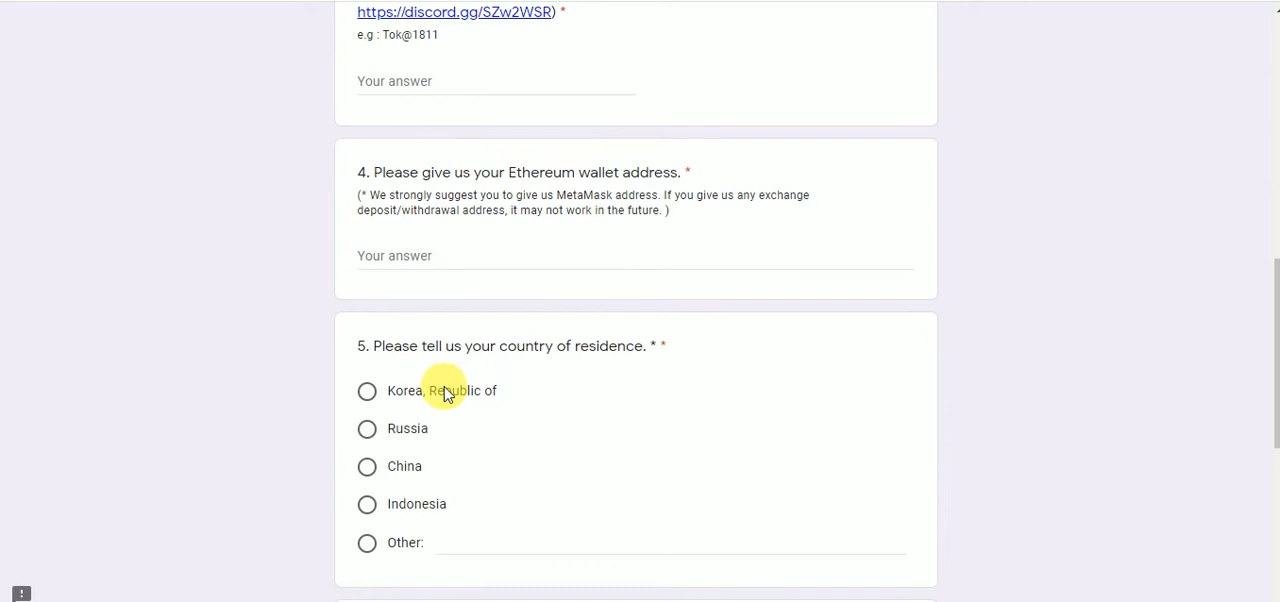 https://discord.gg/SZw2WSR) *
e.g : Tok@1811
Your answer
4. Please give us your Ethereum wallet address. *
(* We strongly suggest you to give us MetaMask address. If you give us any exchange
deposit/withdrawal address, it may not work in the future. )
Your answer
5. Please tell us your country of residence. * *
Korea, Republic of
Russia
China
Indonesia
Other:
!